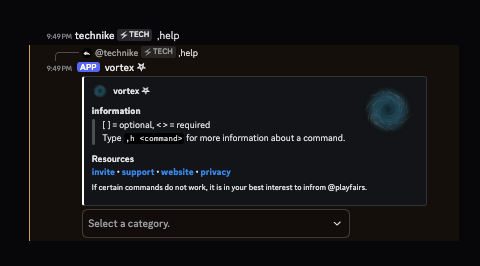 9:49 PM technike TECH ,help
@technike TECH ,help
9:49 PM APP vortex
vortex
information
[ ] = optional, < > = required
Type ,h <command> for more information about a command.
Resources
invite • support • website • privacy
If certain commands do not work, it is in your best interest to infrom @playfairs.
Select a category.